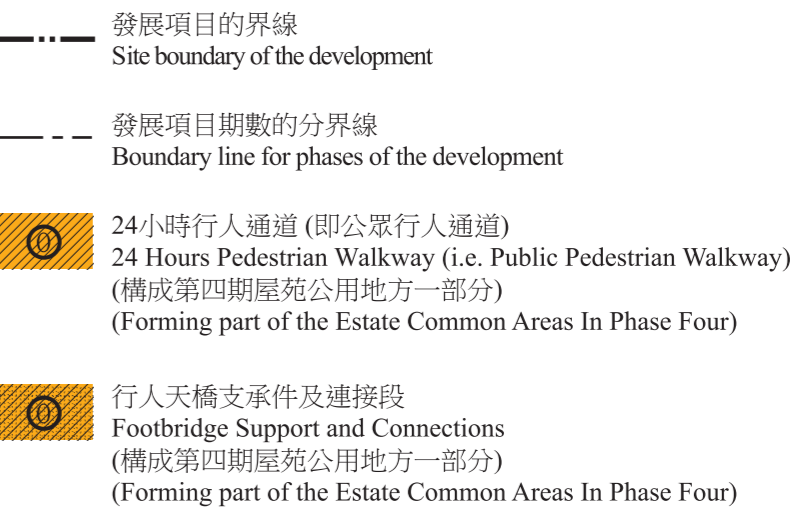 發展項目的界線
Site boundary of the development
發展項目期數的分界線
Boundary line for phases of the development
24小時行人通道 (即公眾行人通道)
24 Hours Pedestrian Walkway (i.e. Public Pedestrian Walkway)
(構成第四期屋苑公用地方一部分)
(Forming part of the Estate Common Areas In Phase Four)
行人天橋支承件及連接段
Footbridge Support and Connections
(構成第四期屋苑公用地方一部分)
(Forming part of the Estate Common Areas In Phase Four)